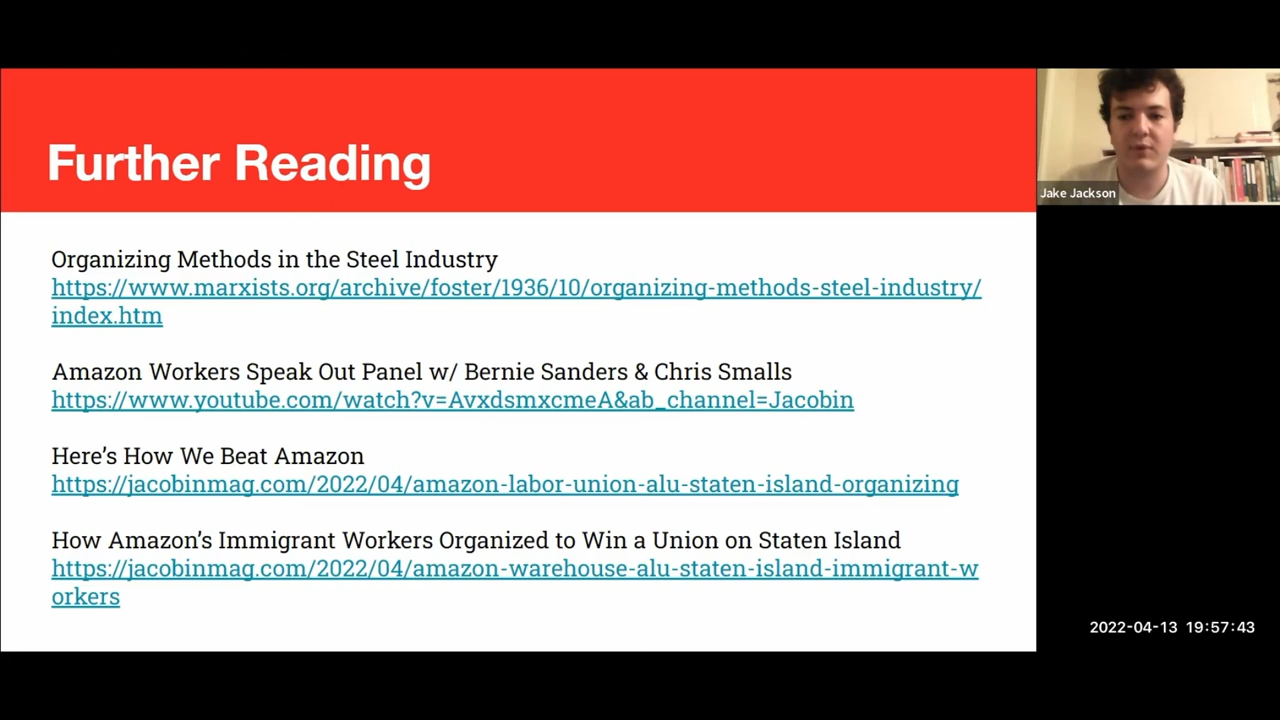 Further Reading
Organizing Methods in the Steel Industry
https://www.marxists.org/archive/foster/1936/10/organizing-methods-steel-industry/
index.htm
Amazon Workers Speak Out Panel w/ Bernie Sanders & Chris Smalls
https://www.youtube.com/watch?v=AvxdsmxcmeA&ab_channel=Jacobin
Here’s How We Beat Amazon
https://jacobinmag.com/2022/04/amazon-labor-union-alu-staten-island-organizing
How Amazon’s Immigrant Workers Organized to Win a Union on Staten Island
https://jacobinmag.com/2022/04/amazon-warehouse-alu-staten-island-immigrant-w
orkers
Jake Jackson
2022-04-13 19:57:43